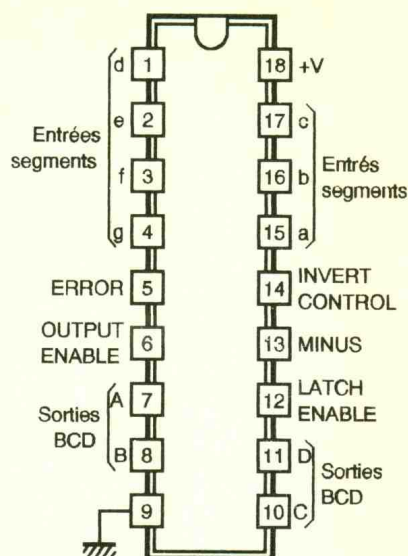 d 1
e 2
Entrées
segments
f 3
g 4
ERROR 5
OUTPUT
ENABLE
6
A 7
Sorties
BCD
B 8
9
18 +V
17 c
16 b
Entrés
segments
15 a
14 INVERT
CONTROL
13 MINUS
12 LATCH
ENABLE
11 D
Sorties
BCD
10 C